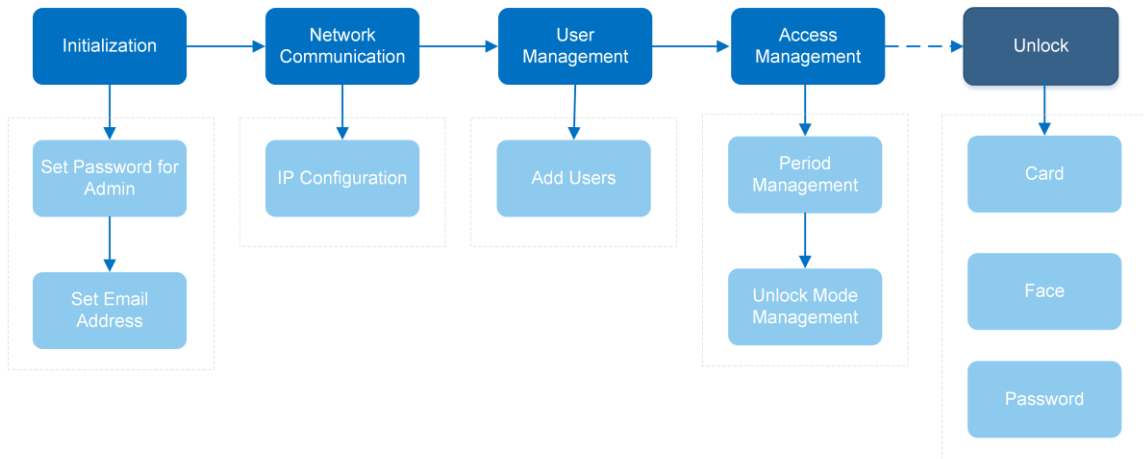 Initialization
Network
Communication
User
Management
Access
Management
Unlock
Set Password for
Admin
IP Configuration
Add Users
Period
Management
Card
Set Email
Address
Unlock Mode
Management
Face
Password